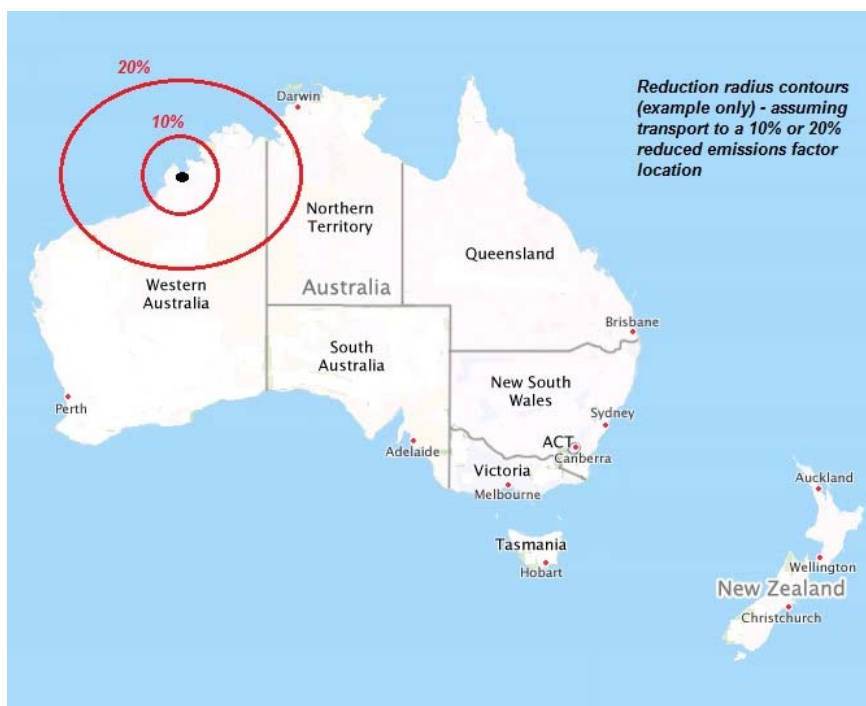 20%
10%
Darwin
Reduction radius contours
(example only) - assuming
transport to a 10% or 20%
reduced emissions factor
location
Northern
Territory
Queensland
Western
Australia
Australia
Brisbane
South
Australia
New South
Wales
Perth
Sydney
Adelaide
ACT
Canberra
Victoria
Melbourne
Auckland
Tasmania
Hobart
Wellington
New Zealand
Christchurch